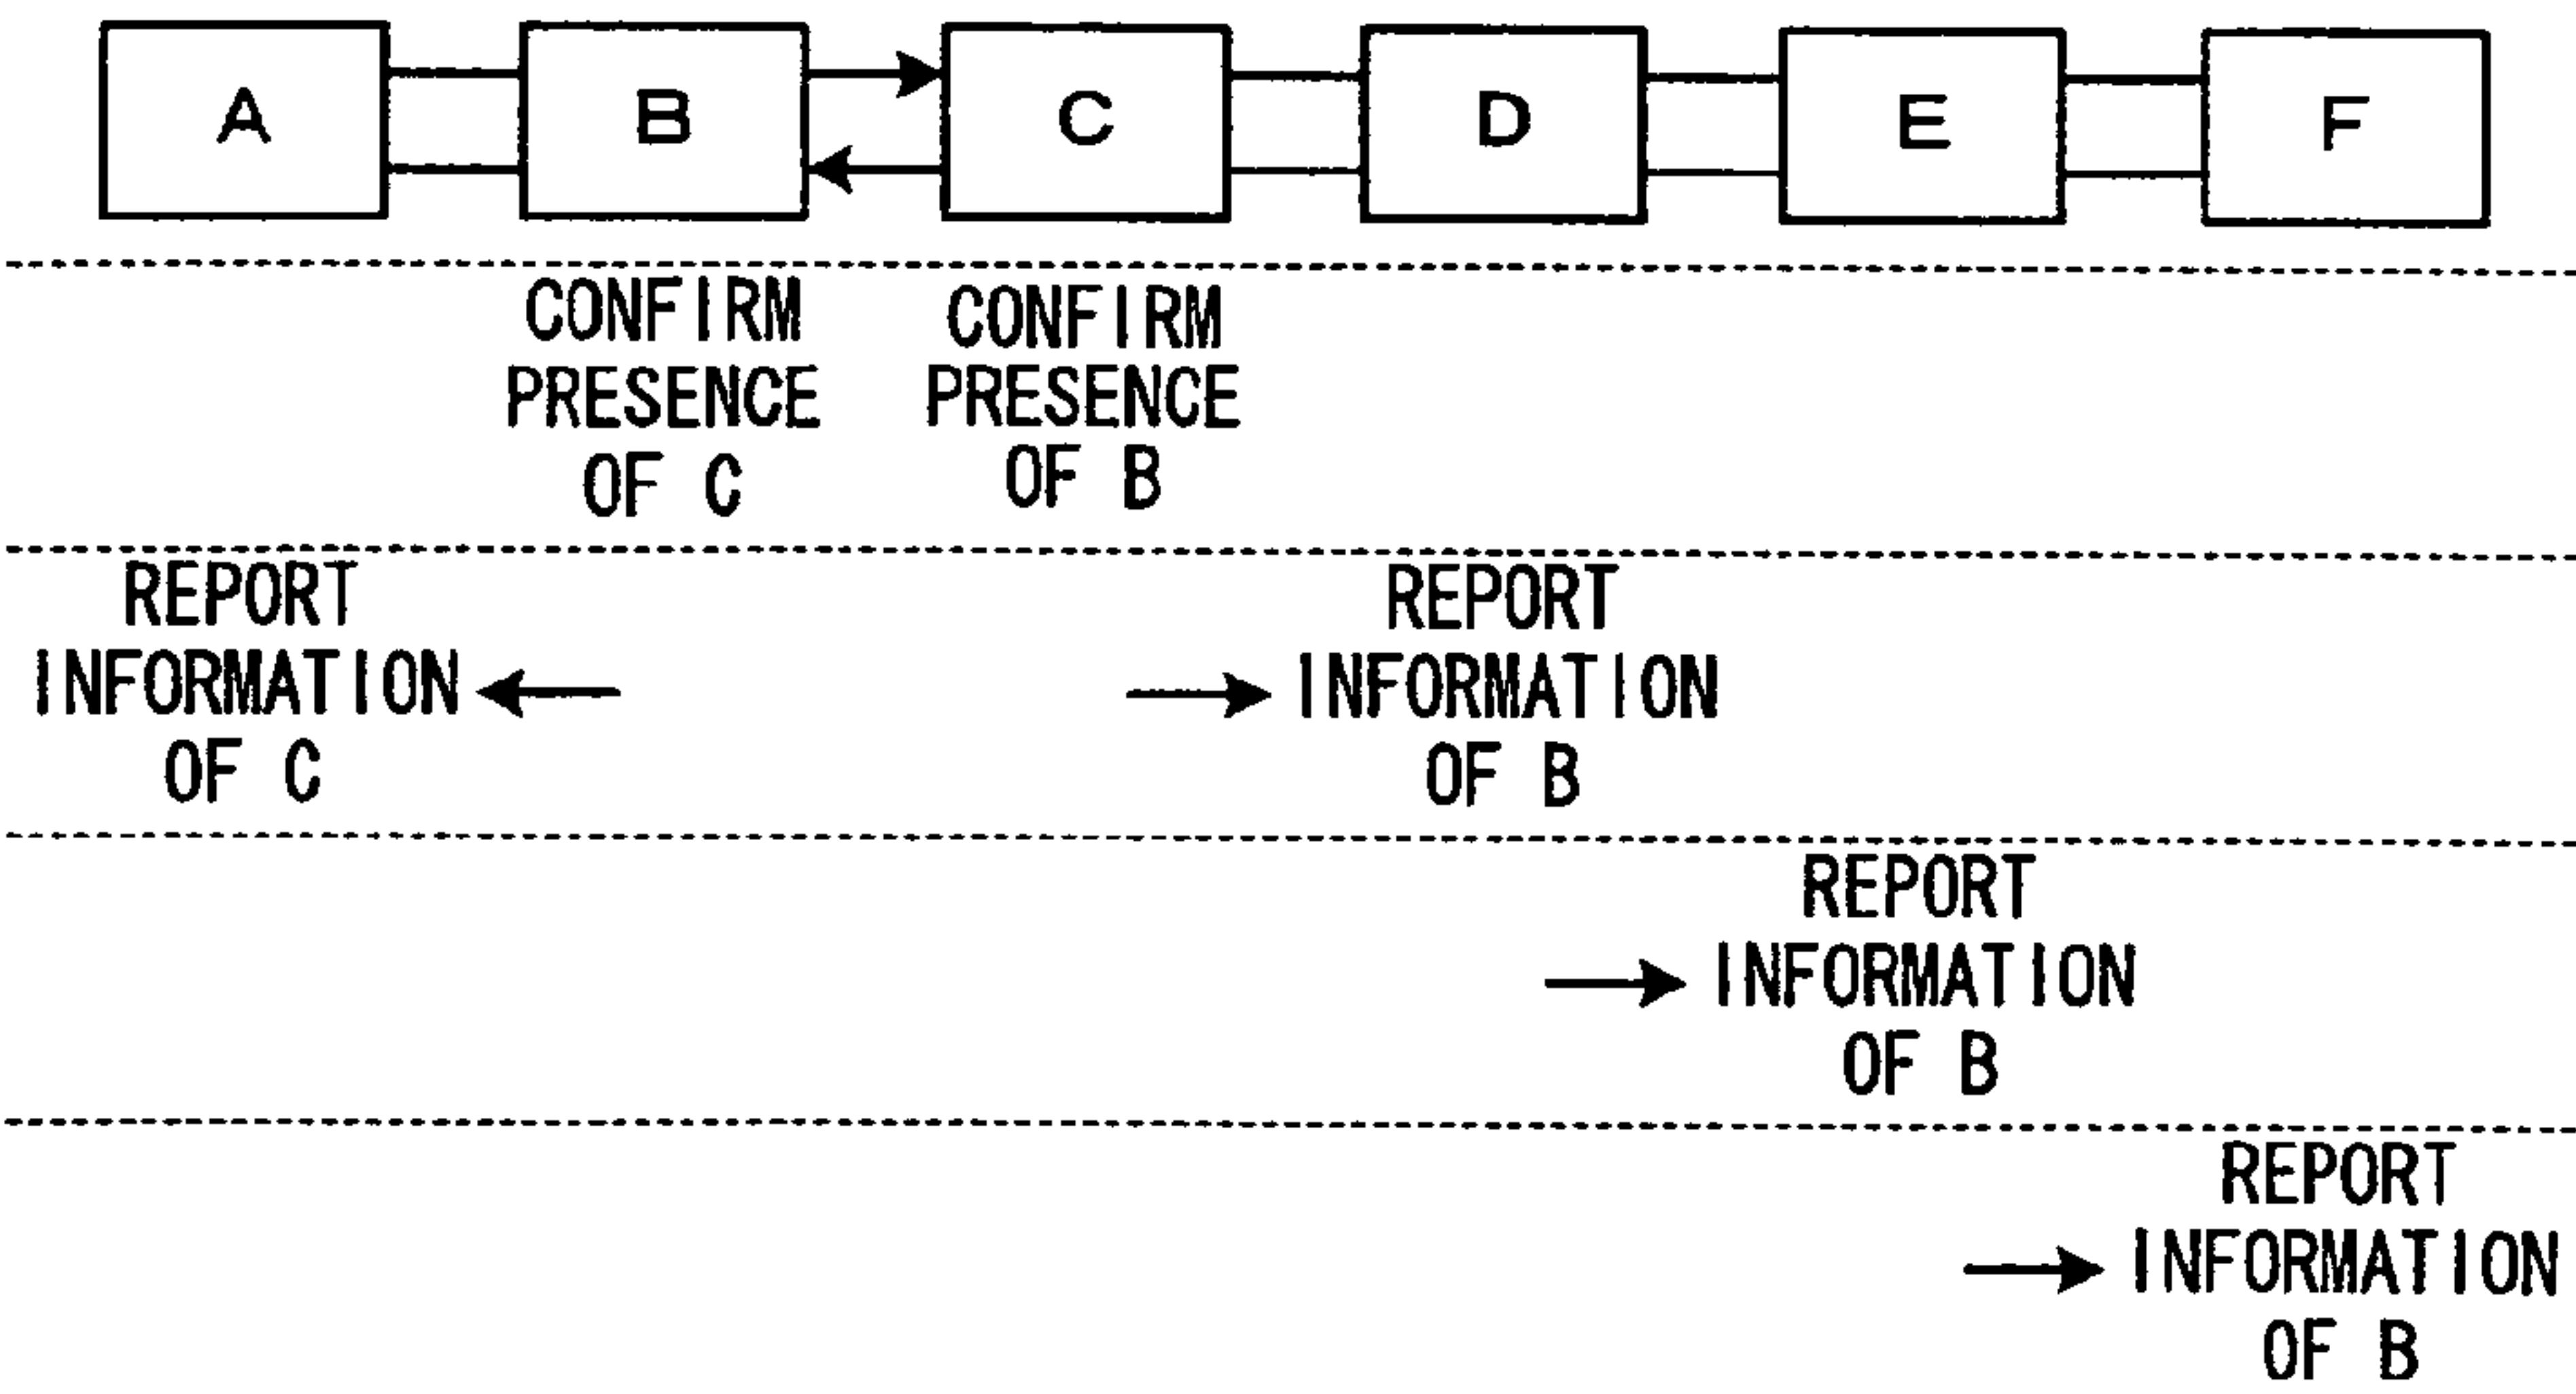 A B C D E F
CONFIRM
PRESENCE
OF C
CONFIRM
PRESENCE
OF B
REPORT
INFORMATION
OF C
REPORT
INFORMATION
OF B
REPORT
INFORMATION
OF B
REPORT
INFORMATION
OF B